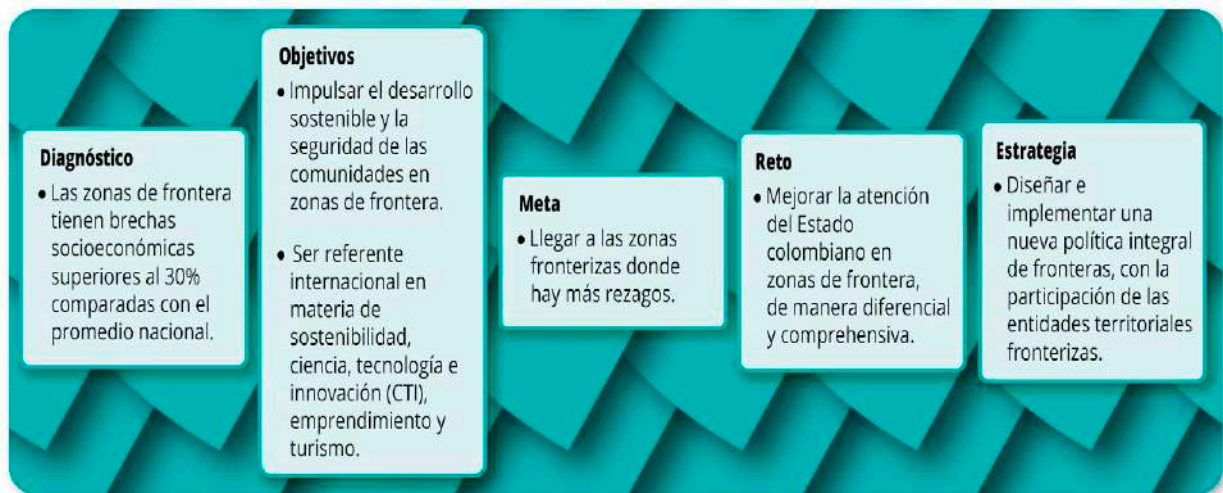 Diagnóstico
• Las zonas de frontera
tienen brechas
socioeconómicas
superiores al 30%
comparadas con el
promedio nacional.
Objetivos
• Impulsar el desarrollo
sostenible y la
seguridad de las
comunidades en
zonas de frontera.
• Ser referente
internacional en
materia de
sostenibilidad,
ciencia, tecnología e
innovación (CTI),
emprendimiento y
turismo.
Meta
• Llegar a las zonas
fronterizas donde
hay más rezagos.
Reto
• Mejorar la atención
del Estado
colombiano en
zonas de frontera,
de manera diferencial
y comprehensiva.
Estrategia
• Diseñar e
implementar una
nueva política integral
de fronteras, con la
participación de las
entidades territoriales
fronterizas.